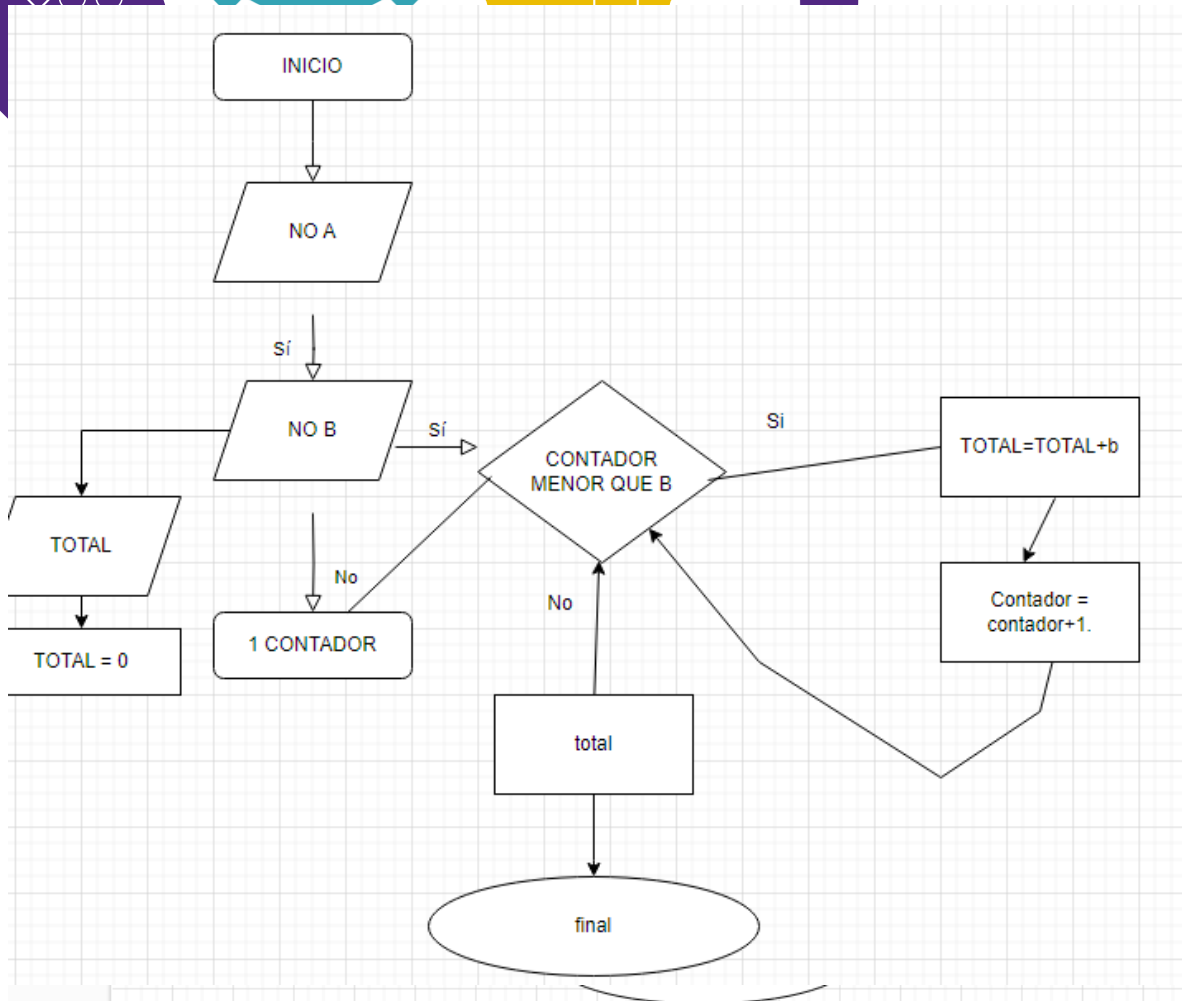 INICIO
NO A
Sí
NO B
Sí
CONTADOR
MENOR QUE B
Si
TOTAL=TOTAL+b
TOTAL
TOTAL = 0
No
1 CONTADOR
No
Contador =
contador+1.
total
final